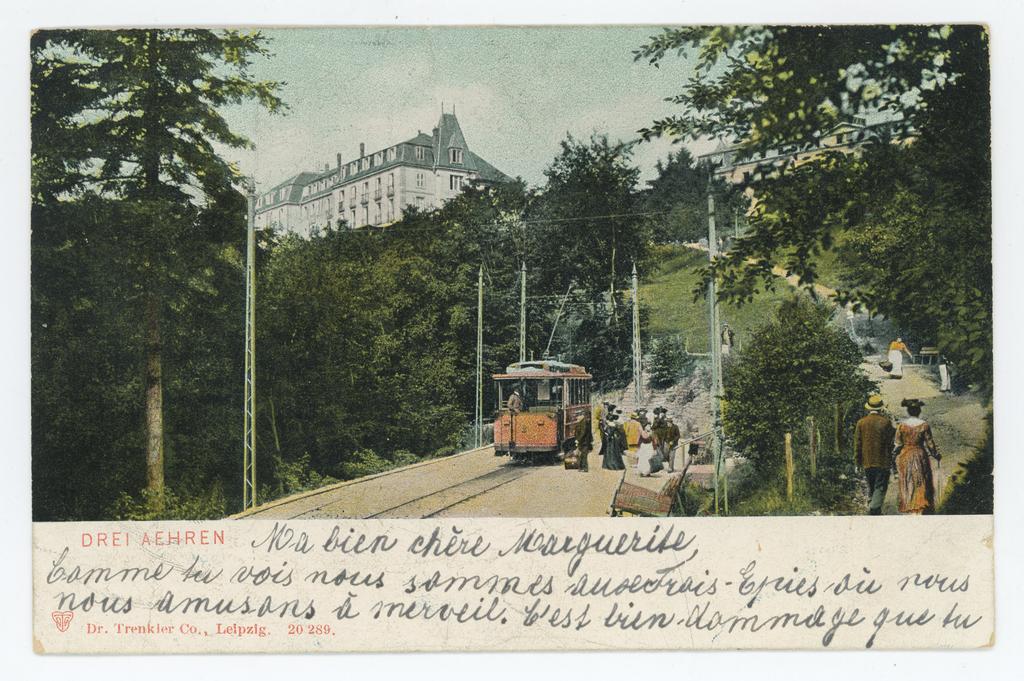 DREI AEHREN
Ma bien chère Marguerite,
Comme tu vois nous sommes aux Trois-Epies où nous
nous amusons à merveil. C'est bien dommage que tu
Dr. Trenkler Co., Leipzig. 20 289.